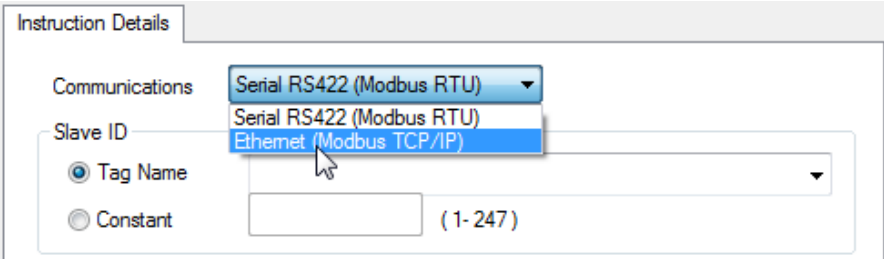 Instruction Details
Communications Serial RS422 (Modbus RTU)
Serial RS422 (Modbus RTU)
Slave ID
Ethernet (Modbus TCP/IP)
Tag Name
Constant ( 1- 247 )